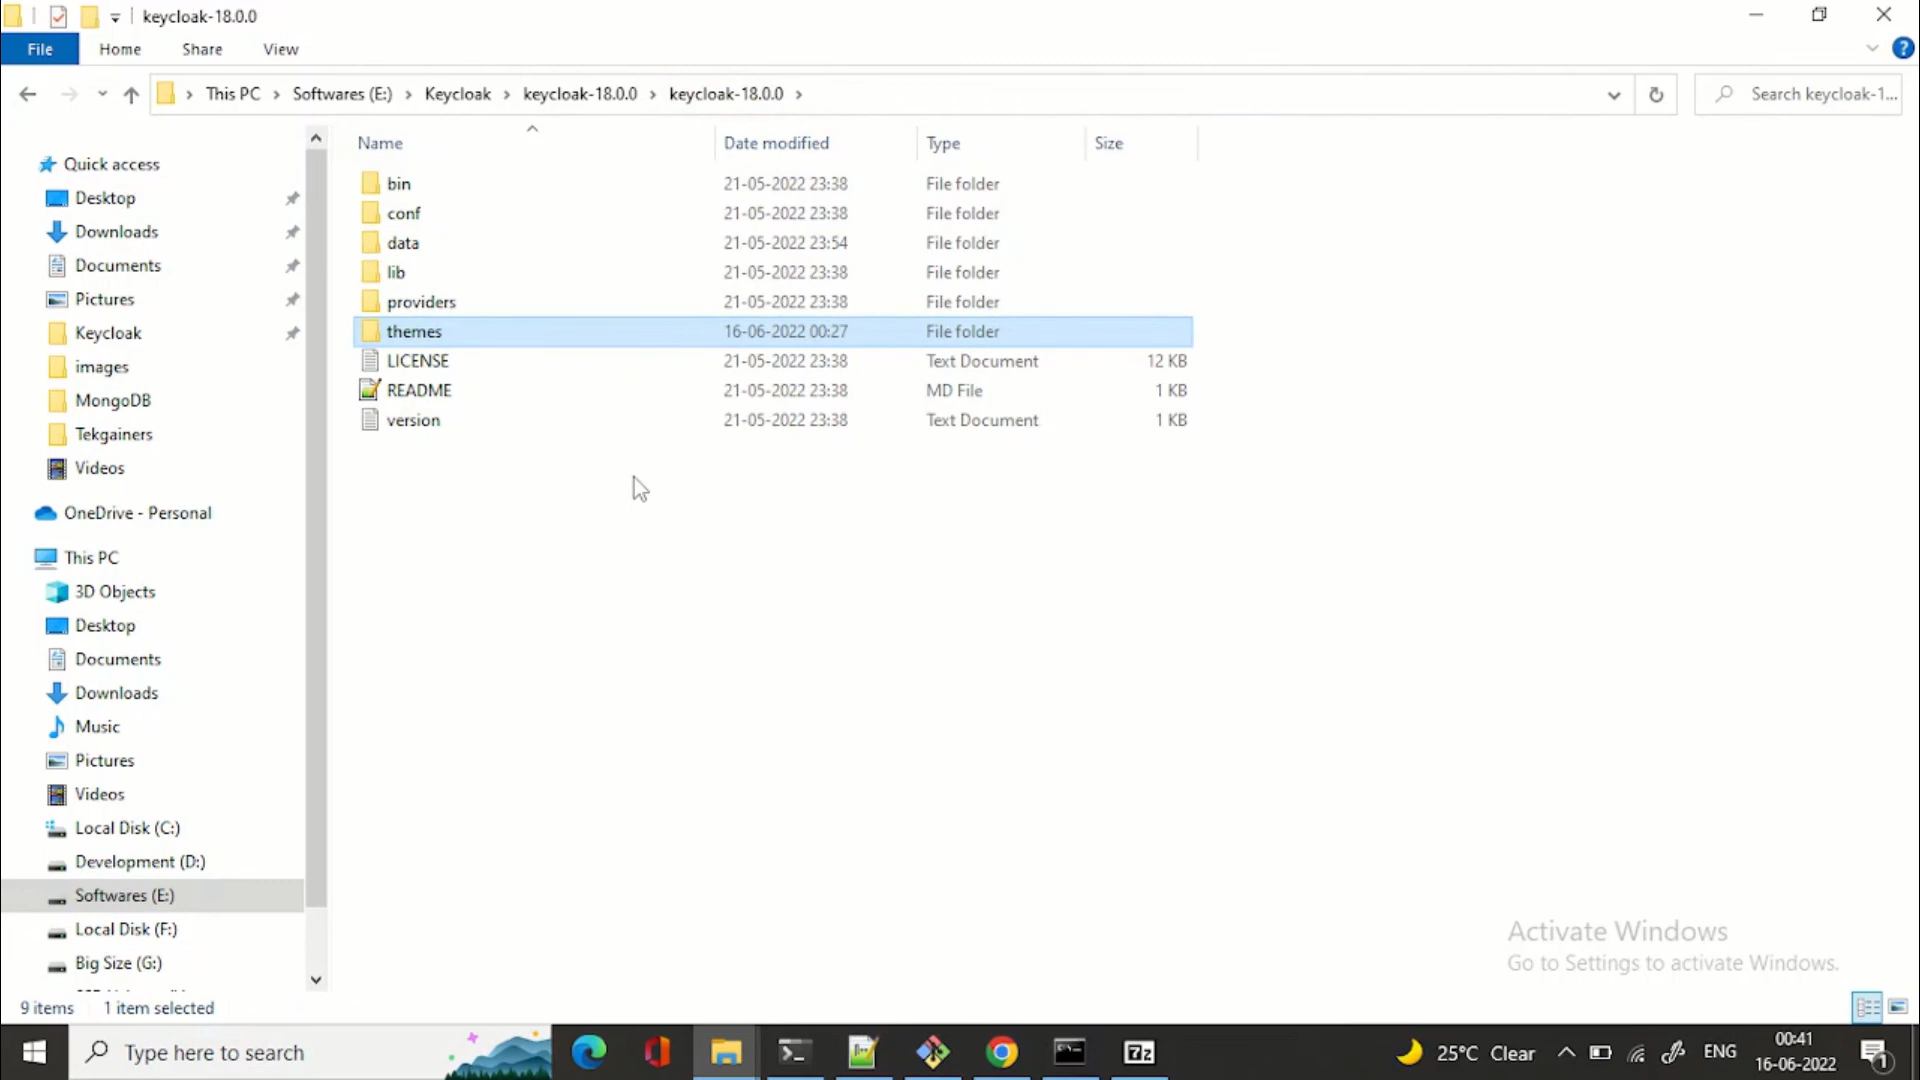 keycloak-18.0.0
File Home Share View
This PC Softwares (E:) Keycloak keycloak-18.0.0 keycloak-18.0.0
Search keycloak-1...
Name Date modified Type Size
bin 21-05-2022 23:38 File folder
conf 21-05-2022 23:38 File folder
data 21-05-2022 23:54 File folder
lib 21-05-2022 23:38 File folder
providers 21-05-2022 23:38 File folder
themes 16-06-2022 00:27 File folder
LICENSE 21-05-2022 23:38 Text Document 12 KB
README 21-05-2022 23:38 MD File 1 KB
version 21-05-2022 23:38 Text Document 1 KB
Quick access
Desktop
Downloads
Documents
Pictures
Keycloak
images
MongoDB
Tekgainers
Videos
OneDrive - Personal
This PC
3D Objects
Desktop
Documents
Downloads
Music
Pictures
Videos
Local Disk (C:)
Development (D:)
Softwares (E:)
Local Disk (F:)
Big Size (G:)
Activate Windows
Go to Settings to activate Windows.
9 items 1 item selected
Type here to search
7z
25°C Clear
ENG
00:41
16-06-2022
1